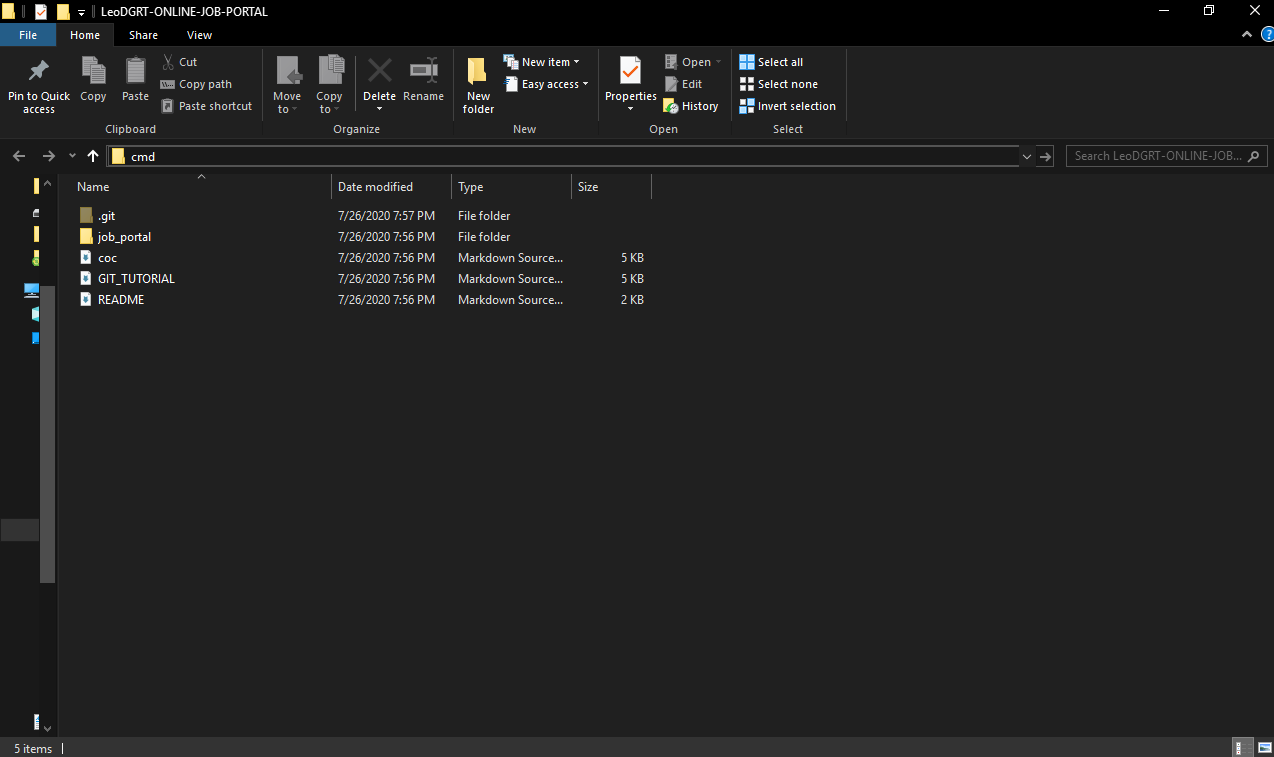 LeoDGRT-ONLINE-JOB-PORTAL
File Home Share View
Pin to Quick access
Copy
Paste
Cut
Copy path
Paste shortcut
Clipboard
Move to
Copy to
Delete
Rename
Organize
New folder
New item
Easy access
New
Properties
Open
Edit
History
Open
Select all
Select none
Invert selection
Select
cmd
Search LeoDGRT-ONLINE-JOB...
Name Date modified Type Size
.git 7/26/2020 7:57 PM File folder
job_portal 7/26/2020 7:56 PM File folder
coc 7/26/2020 7:56 PM Markdown Source... 5 KB
GIT_TUTORIAL 7/26/2020 7:56 PM Markdown Source... 5 KB
README 7/26/2020 7:56 PM Markdown Source... 2 KB
5 items